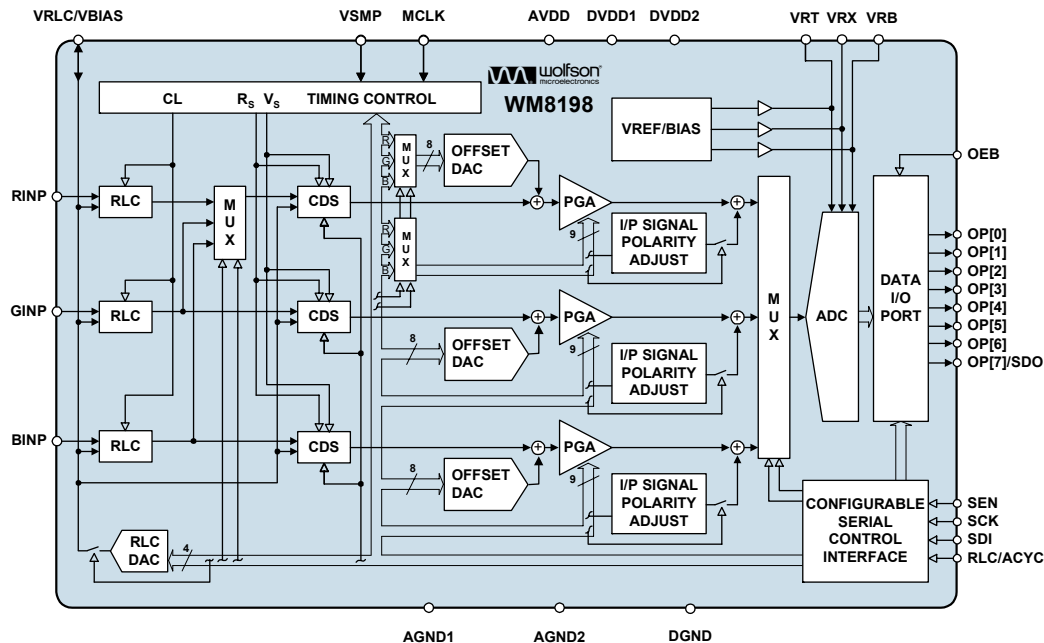 VRLC/VBIAS VSMP MCLK AVDD DVDD1 DVDD2 VRT VRX VRB
wolfson
microelectronics
WM8198
CL RS VS TIMING CONTROL
VREF/BIAS
OEB
R
G
B
MUX
8
OFFSET
DAC
RINP
RLC
MUX
CDS
PGA
9
I/P SIGNAL
POLARITY
ADJUST
R
G
B
MUX
MUX
ADC
DATA
I/O
PORT
OP[0]
OP[1]
OP[2]
OP[3]
OP[4]
OP[5]
OP[6]
OP[7]/SDO
GINP
RLC
CDS
8
OFFSET
DAC
PGA
9
I/P SIGNAL
POLARITY
ADJUST
BINP
RLC
CDS
8
OFFSET
DAC
PGA
9
I/P SIGNAL
POLARITY
ADJUST
CONFIGURABLE
SERIAL
CONTROL
INTERFACE
SEN
SCK
SDI
RLC/ACYC
RLC
DAC
4
AGND1 AGND2 DGND